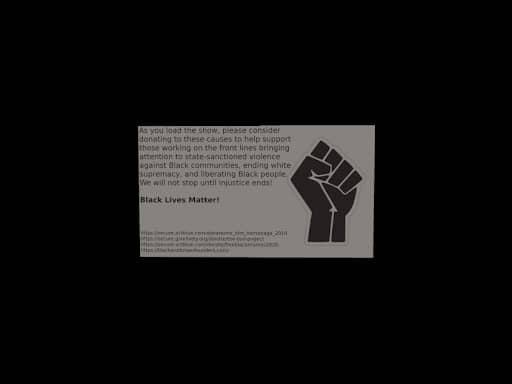 As you load the show, please consider
donating to these causes to help support
those working on the front lines bringing
attention to state-sanctioned violence
against Black communities, ending white
supremacy, and liberating Black people.
We will not stop until injustice ends!
Black Lives Matter!